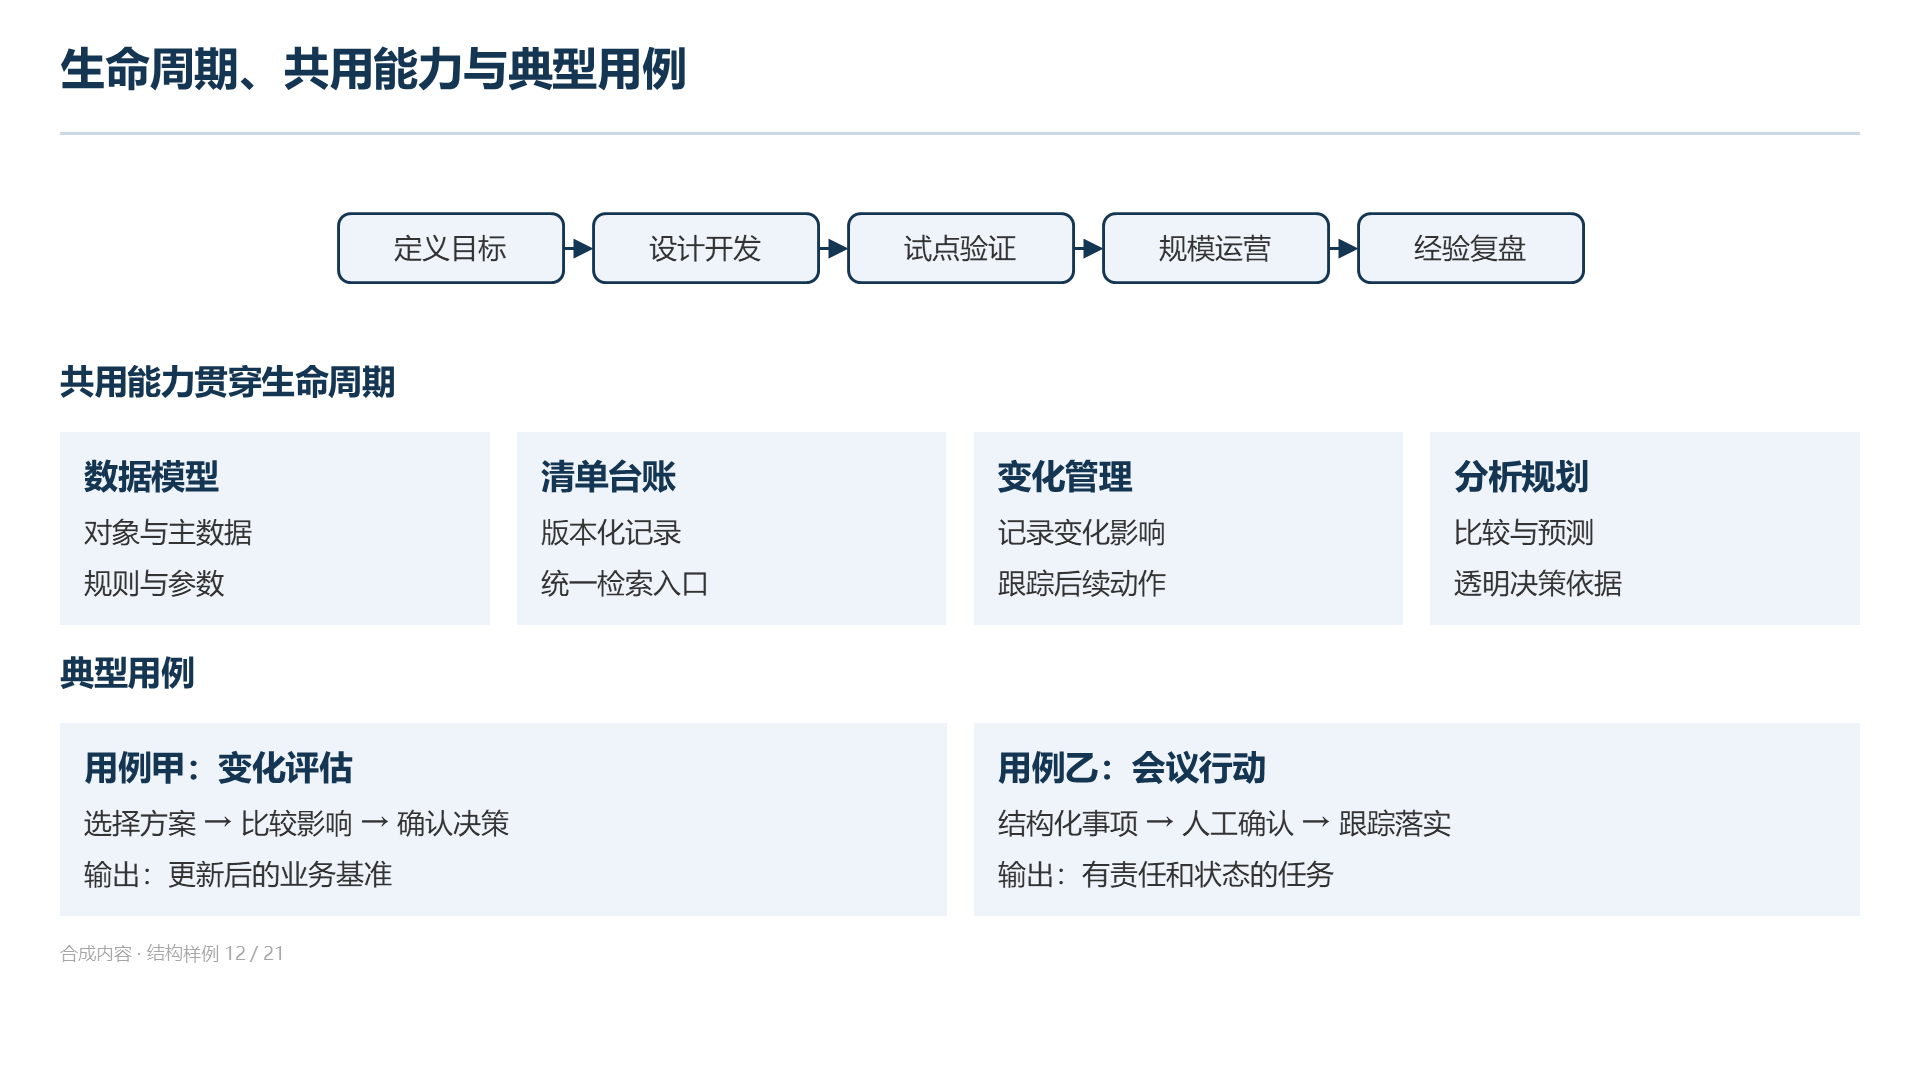 生命周期、共用能力与典型用例
定义目标
设计开发
试点验证
规模运营
经验复盘
共用能力贯穿生命周期
数据模型
对象与主数据
规则与参数
清单台账
版本化记录
统一检索入口
变化管理
记录变化影响
跟踪后续动作
分析规划
比较与预测
透明决策依据
典型用例
用例甲：变化评估
选择方案 → 比较影响 → 确认决策
输出：更新后的业务基准
用例乙：会议行动
结构化事项 → 人工确认 → 跟踪落实
输出：有责任和状态的任务
合成内容 · 结构样例 12 / 21